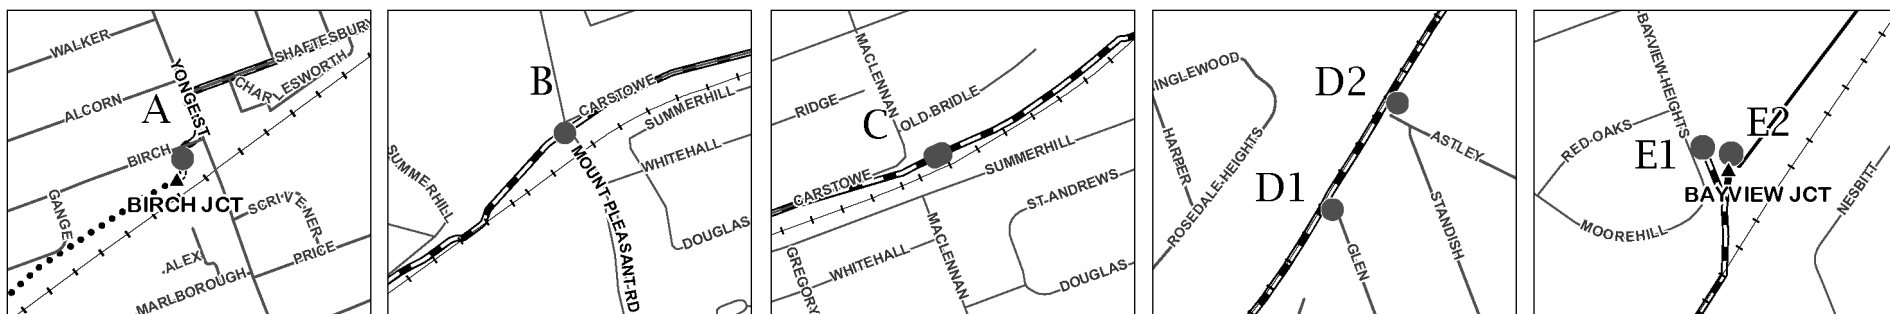 WALKER
SHAFTESBURY
YONGE ST
CHARLESWORTH
ALCORN
A
BIRCH
BIRCH JCT
GANGE
SCRIVENER
ALEX
PRICE
MARLBOROUGH
B
CARSTOWE
SUMMERHILL
SUMMERHILL
WHITEHALL
MOUNT PLEASANT RD
DOUGLAS
MACLENNAN
RIDGE
OLD BRIDLE
C
SUMMERHILL
CARSTOWE
ST ANDREWS
GREGORY
WHITEHALL
MACLENNAN
DOUGLAS
INGLEWOOD
D2
HARPER
ROSEDALE HEIGHTS
ASTLEY
D1
STANDISH
GLEN
BAYVIEW HEIGHTS
RED OAKS
E1
E2
BAYVIEW JCT
NESBITT
MOOREHILL